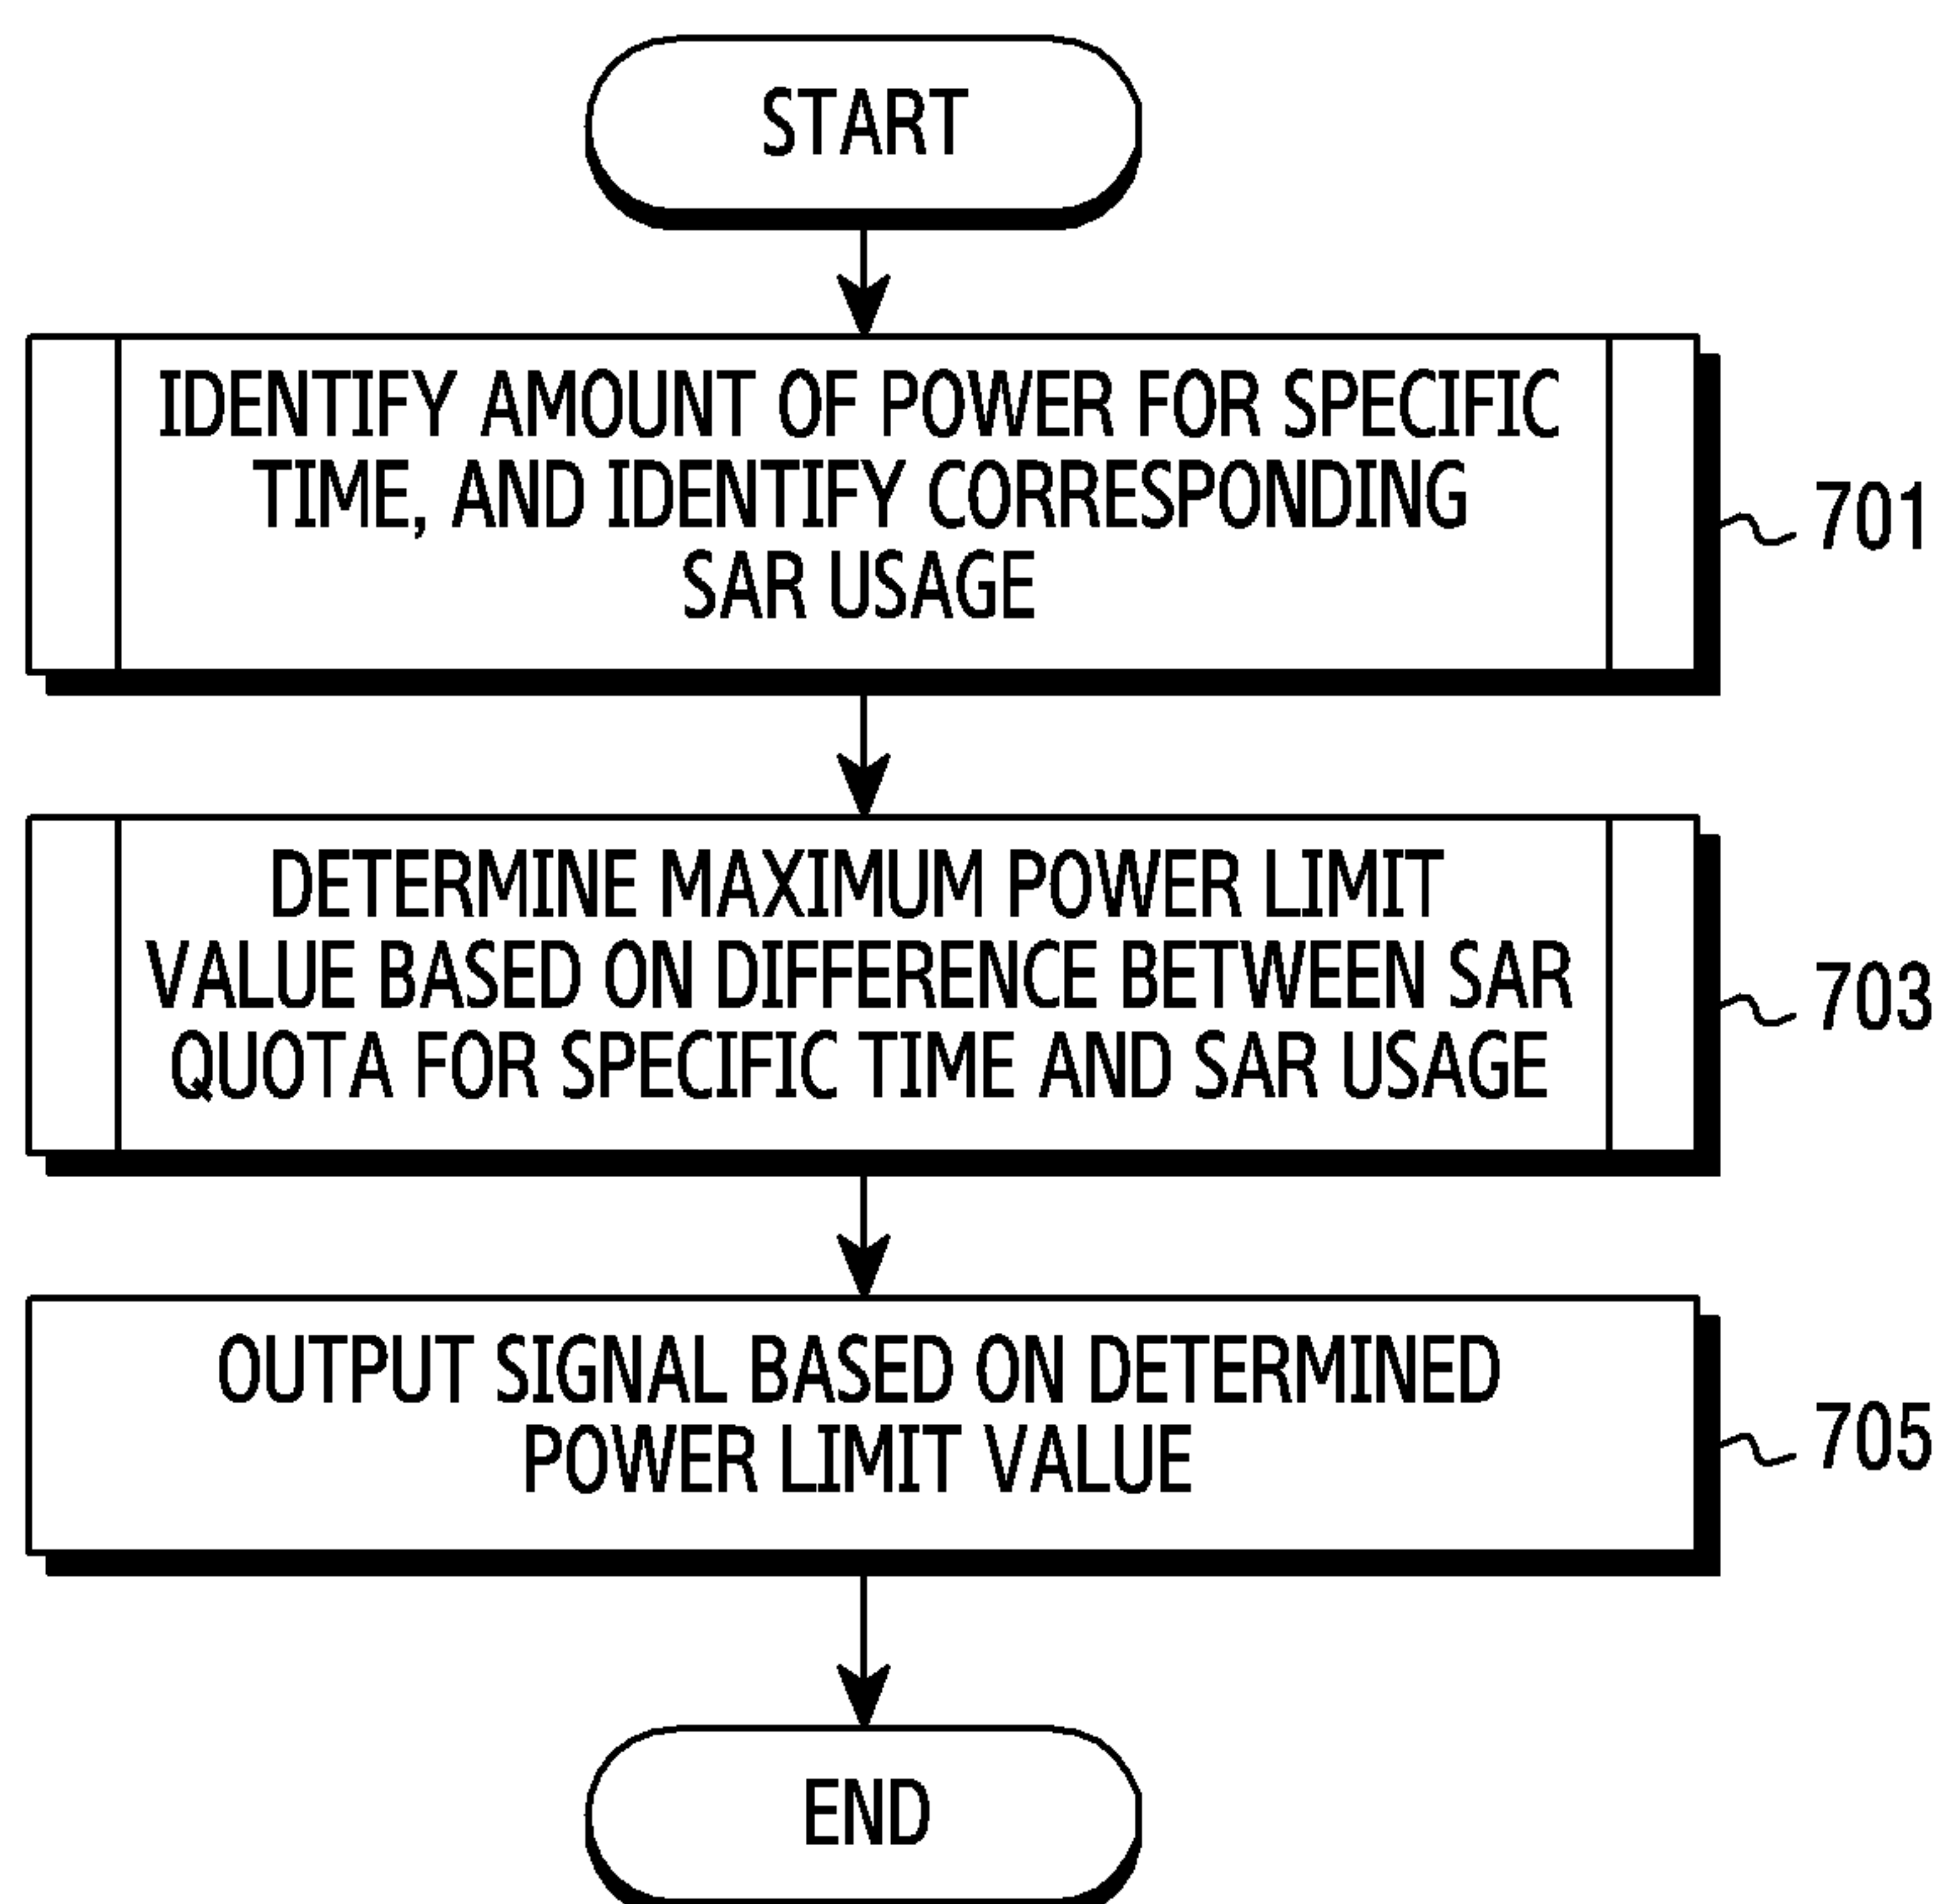 START
IDENTIFY AMOUNT OF POWER FOR SPECIFIC
TIME, AND IDENTIFY CORRESPONDING
SAR USAGE
701
DETERMINE MAXIMUM POWER LIMIT
VALUE BASED ON DIFFERENCE BETWEEN SAR
QUOTA FOR SPECIFIC TIME AND SAR USAGE
703
OUTPUT SIGNAL BASED ON DETERMINED
POWER LIMIT VALUE
705
END